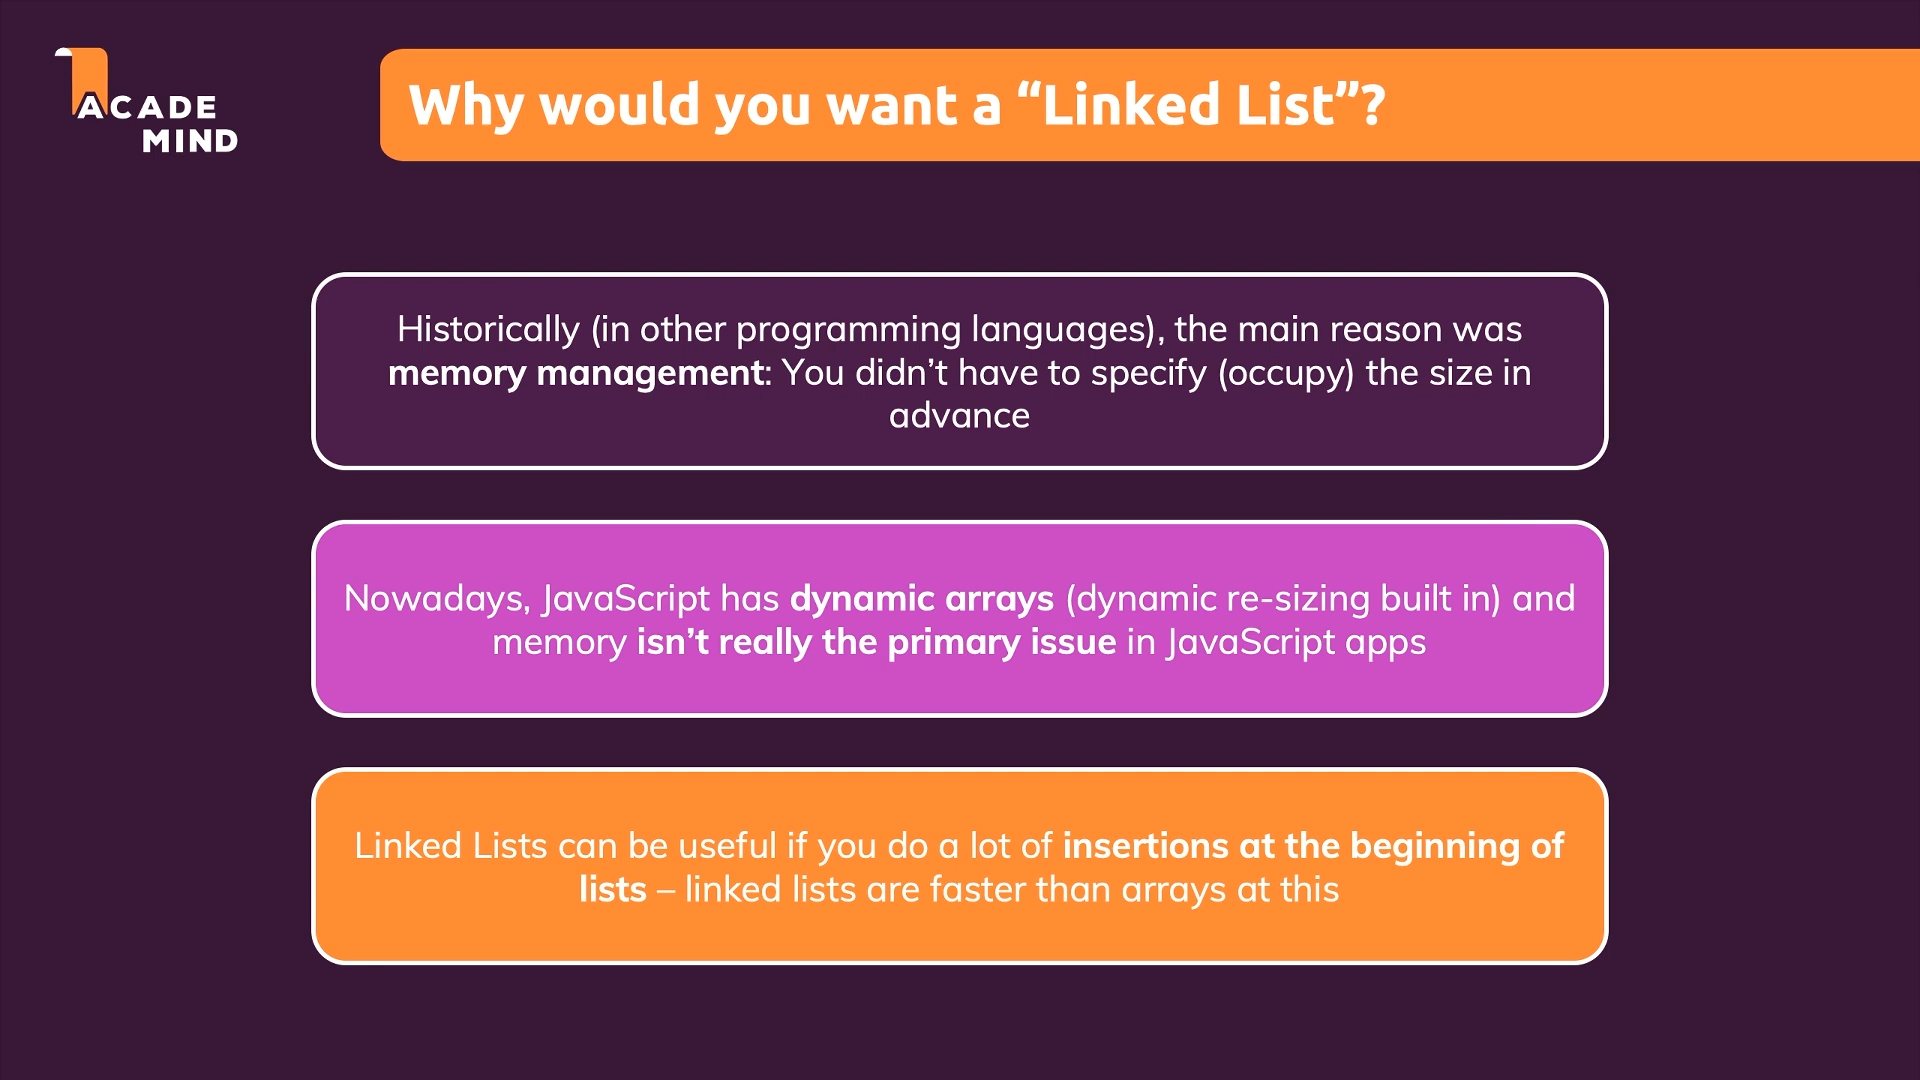 ACADE
MIND
Why would you want a “Linked List”?
Historically (in other programming languages), the main reason was
memory management: You didn’t have to specify (occupy) the size in
advance
Nowadays, JavaScript has dynamic arrays (dynamic re-sizing built in) and
memory isn’t really the primary issue in JavaScript apps
Linked Lists can be useful if you do a lot of insertions at the beginning of
lists – linked lists are faster than arrays at this